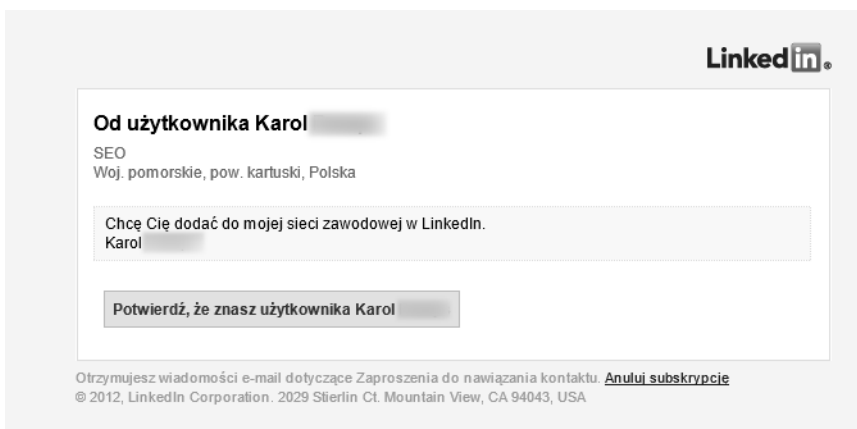 Linkedin®
Od użytkownika Karol
SEO
Woj. pomorskie, pow. kartuski, Polska
Chcę Cię dodać do mojej sieci zawodowej w LinkedIn.
Karol
Potwierdź, że znasz użytkownika Karol
Otrzymujesz wiadomości e-mail dotyczące Zaproszenia do nawiązania kontaktu. Anuluj subskrypcję
© 2012, LinkedIn Corporation. 2029 Stierlin Ct. Mountain View, CA 94043, USA